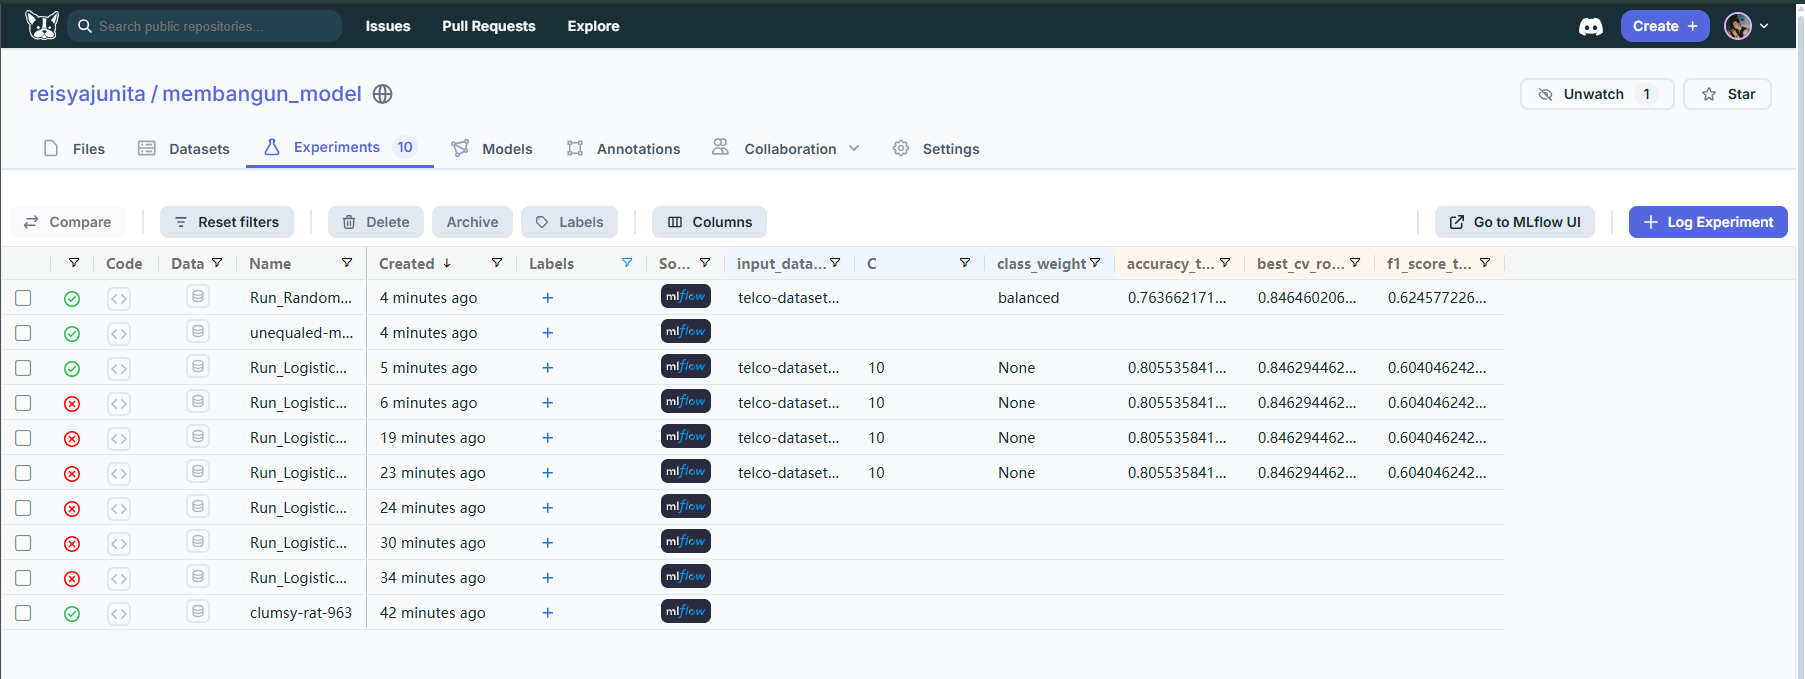 Search public repositories... Issues Pull Requests Explore Create +
reisyajunita / membangun_model Unwatch 1 Star
Files Datasets Experiments 10 Models Annotations Collaboration Settings
Compare Reset filters Delete Archive Labels Columns Go to MLflow UI + Log Experiment
Code Data Name Created ↓ Labels So... input_data... C class_weight accuracy_t... best_cv_ro... f1_score_t...
Run_Random... 4 minutes ago + mlflow telco-dataset... balanced 0.763662171... 0.846460206... 0.624577226...
unequaled-m... 4 minutes ago + mlflow
Run_Logistic... 5 minutes ago + mlflow telco-dataset... 10 None 0.805535841... 0.846294462... 0.604046242...
Run_Logistic... 6 minutes ago + mlflow telco-dataset... 10 None 0.805535841... 0.846294462... 0.604046242...
Run_Logistic... 19 minutes ago + mlflow telco-dataset... 10 None 0.805535841... 0.846294462... 0.604046242...
Run_Logistic... 23 minutes ago + mlflow telco-dataset... 10 None 0.805535841... 0.846294462... 0.604046242...
Run_Logistic... 24 minutes ago + mlflow
Run_Logistic... 30 minutes ago + mlflow
Run_Logistic... 34 minutes ago + mlflow
clumsy-rat-963 42 minutes ago + mlflow